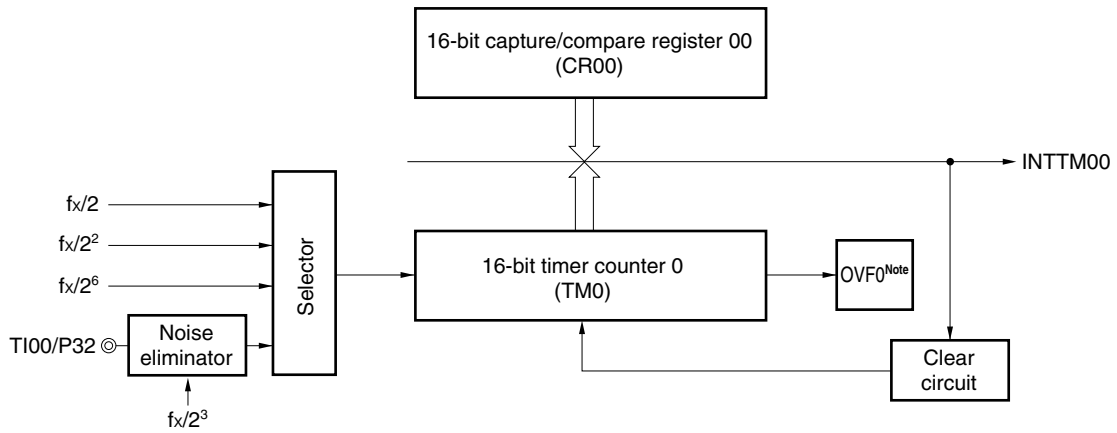 16-bit capture/compare register 00
(CR00)
INTTM00
fx/2
fx/2²
fx/2⁶
TI00/P32
Noise
eliminator
fx/2³
Selector
16-bit timer counter 0
(TM0)
OVF0Note
Clear
circuit